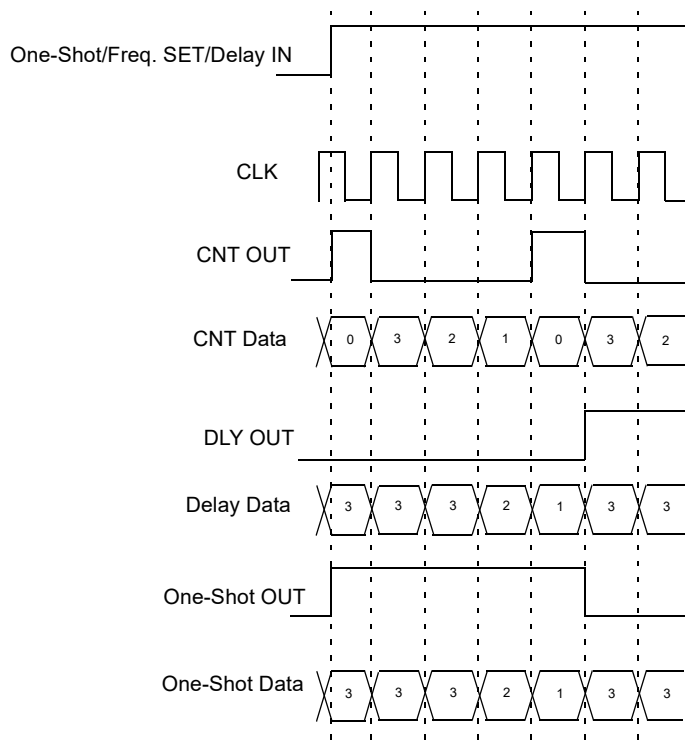 One-Shot/Freq. SET/Delay IN
CLK
CNT OUT
CNT Data 0 3 2 1 0 3 2
DLY OUT
Delay Data 3 3 3 2 1 3 3
One-Shot OUT
One-Shot Data 3 3 3 2 1 3 3